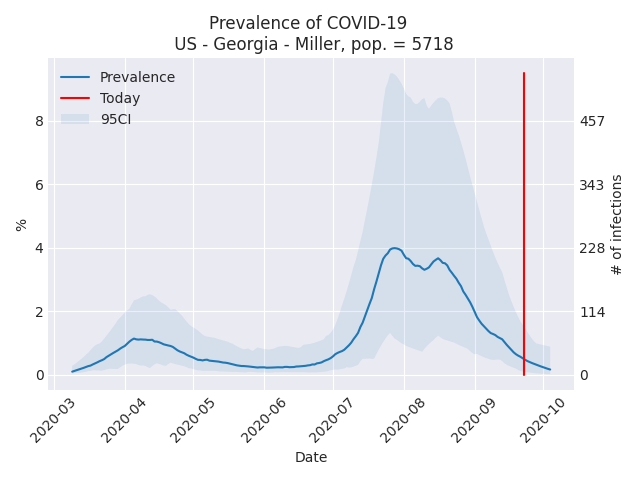 Prevalence of COVID-19
US - Georgia - Miller, pop. = 5718
Prevalence
Today
95CI
%
8
6
4
2
0
457
343
228
114
0
# of infections
2020-03
2020-04
2020-05
2020-06
2020-07
2020-08
2020-09
2020-10
Date